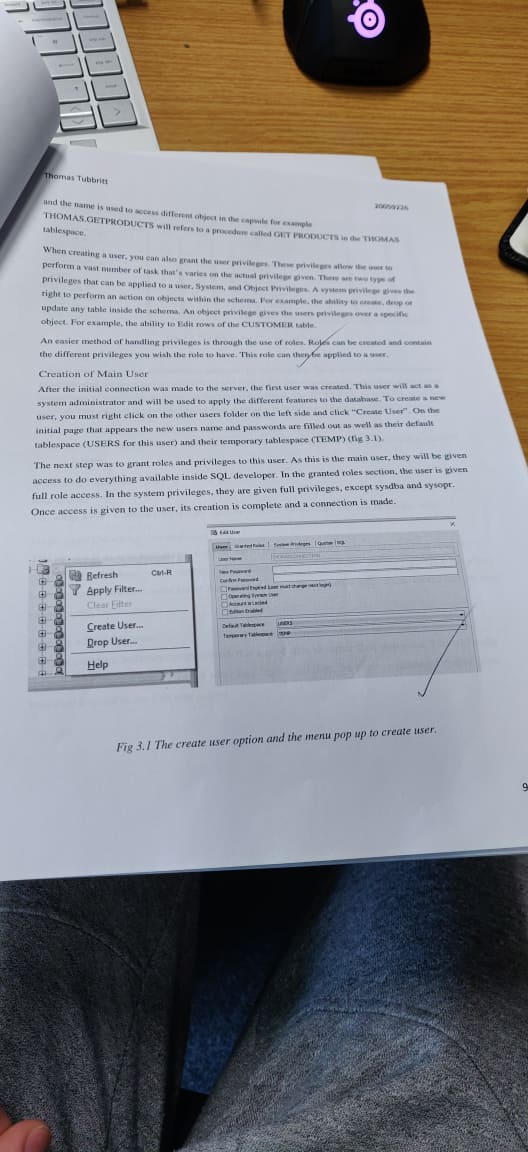 Thomas Tubbritt
20059226
and the name is used to access different object in the capsule for example
THOMAS.GETPRODUCTS will refers to a procedure called GET PRODUCTS in the THOMAS
tablespace.
When creating a user, you can also grant the user privileges. These privileges allow the user to
perform a vast number of task that's varies on the actual privilege given. There are two type of
privileges that can be applied to a user, System, and Object Privileges. A system privilege gives the
right to perform an action on objects within the schema. For example, the ability to create, drop or
update any table inside the schema. An object privilege gives the users privileges over a specific
object. For example, the ability to Edit rows of the CUSTOMER table.
An easier method of handling privileges is through the use of roles. Roles can be created and contain
the different privileges you wish the role to have. This role can then be applied to a user.
Creation of Main User
After the initial connection was made to the server, the first user was created. This user will act as a
system administrator and will be used to apply the different features to the database. To create a new
user, you must right click on the other users folder on the left side and click "Create User". On the
initial page that appears the new users name and passwords are filled out as well as their default
tablespace (USERS for this user) and their temporary tablespace (TEMP) (fig 3.1).
The next step was to grant roles and privileges to this user. As this is the main user, they will be given
access to do everything available inside SQL developer. In the granted roles section, the user is given
full role access. In the system privileges, they are given full privileges, except sysdba and sysopr.
Once access is given to the user, its creation is complete and a connection is made.
Refresh Ctrl-R
Apply Filter...
Clear Filter
Create User...
Drop User...
Help
Edit User
User Granted Roles System Privileges Quotas SQL
User Name
New Password
Confirm Password
Password Expired (user must change next login)
Operating System User
Account is Locked
Edition Enabled
Default Tablespace USERS
Temporary Tablespace TEMP
Fig 3.1 The create user option and the menu pop up to create user.
9